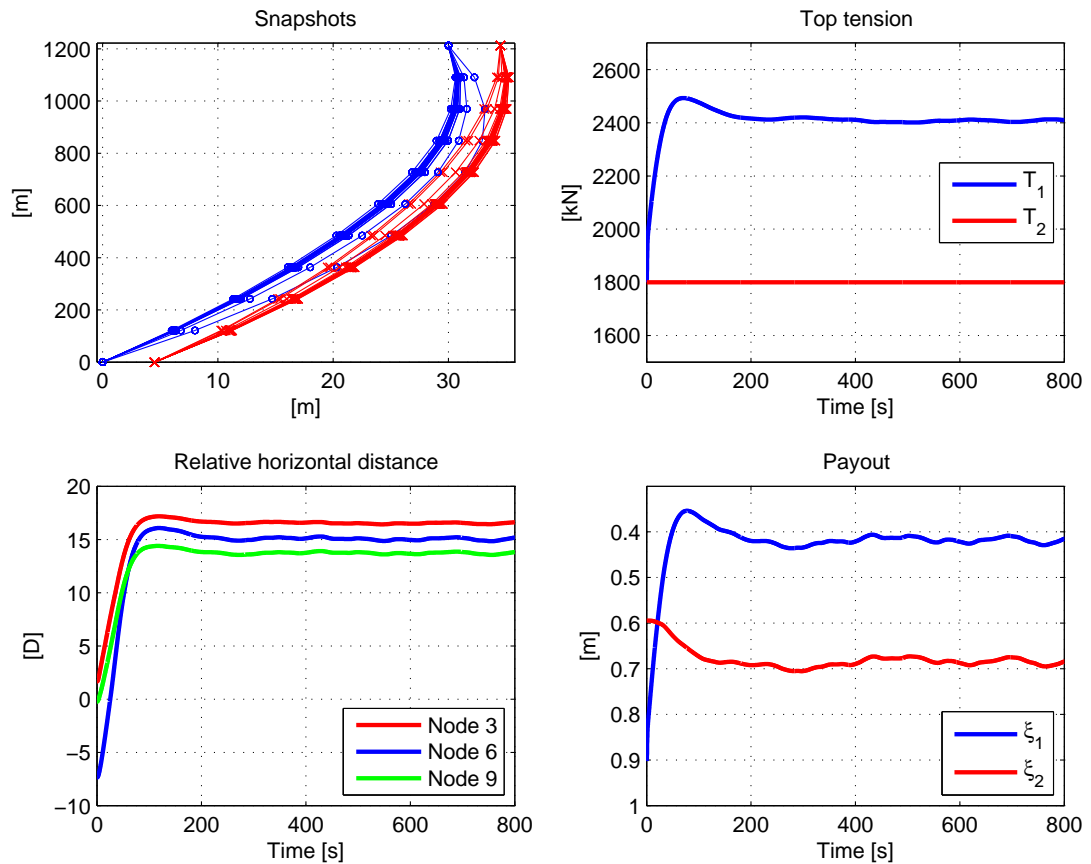 Snapshots
1200
1000
800
600
400
200
0
[m]
0
10
20
30
[m]
Top tension
2600
2400
2200
2000
1800
1600
[kN]
T1
T2
0
200
400
600
800
Time [s]
Relative horizontal distance
20
15
10
5
0
−5
−10
[D]
Node 3
Node 6
Node 9
0
200
400
600
800
Time [s]
Payout
0.4
0.5
0.6
0.7
0.8
0.9
1
[m]
ξ1
ξ2
0
200
400
600
800
Time [s]